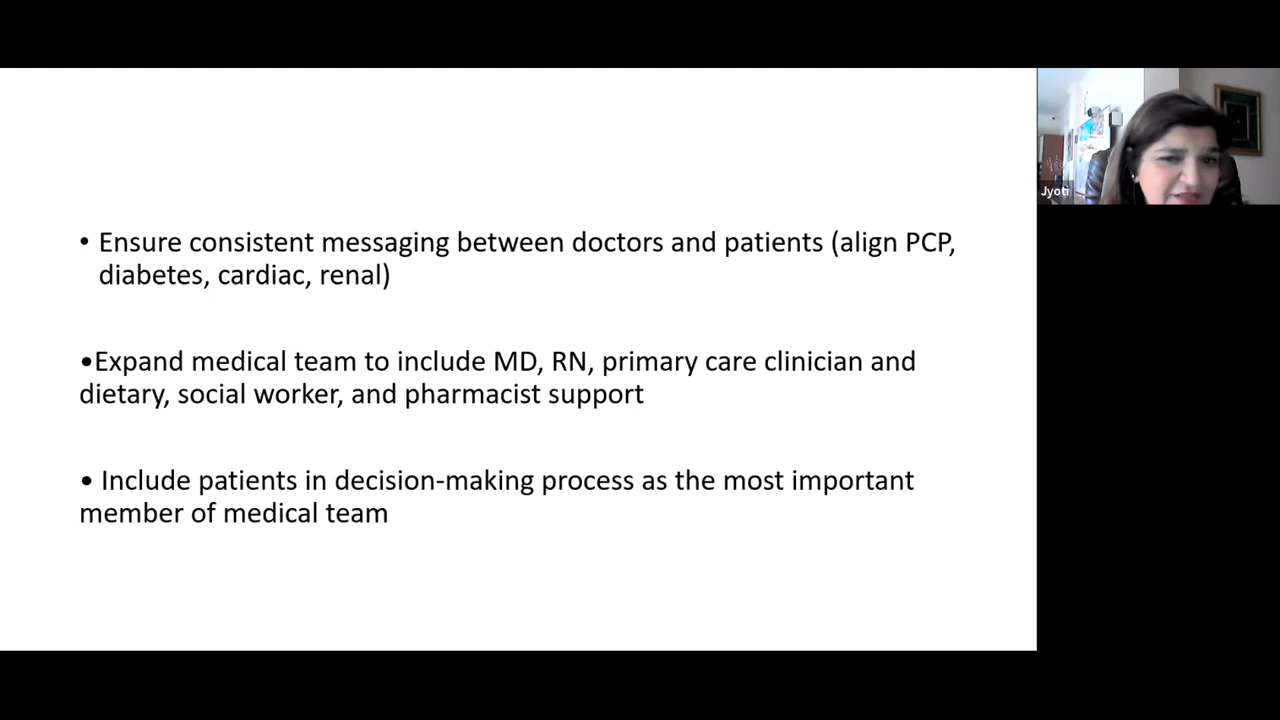 • Ensure consistent messaging between doctors and patients (align PCP,
diabetes, cardiac, renal)
•Expand medical team to include MD, RN, primary care clinician and
dietary, social worker, and pharmacist support
• Include patients in decision-making process as the most important
member of medical team
Jyoti